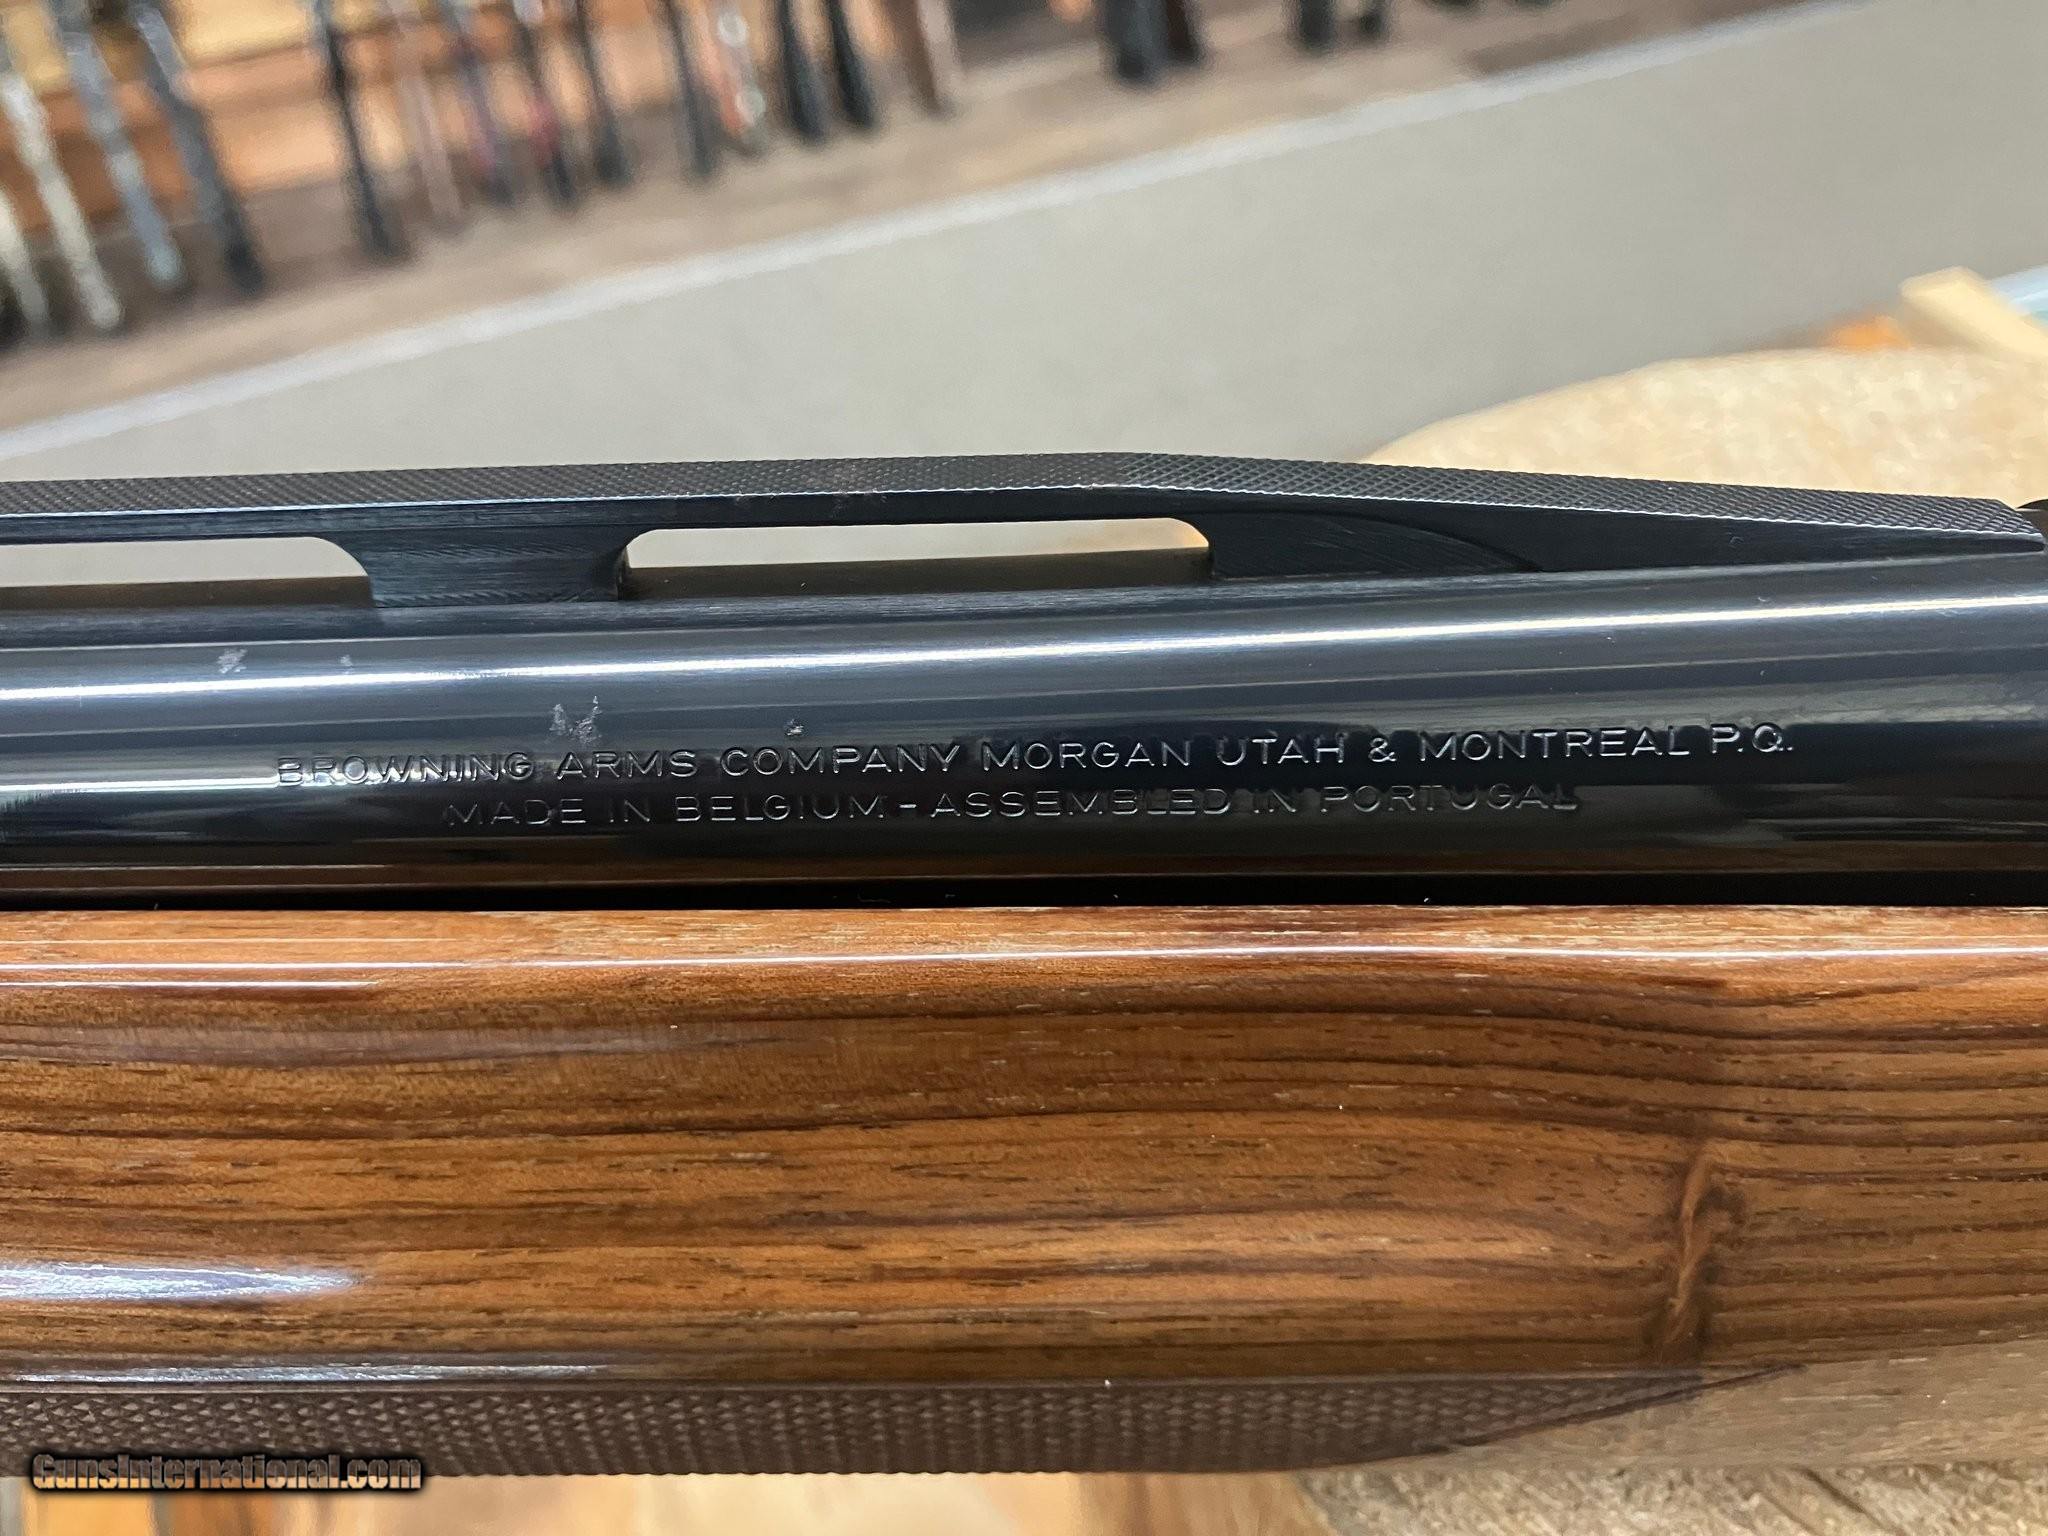 BROWNING ARMS COMPANY MORGAN UTAH & MONTREAL P.Q.
MADE IN BELGIUM - ASSEMBLED IN PORTUGAL
GunsInternational.com